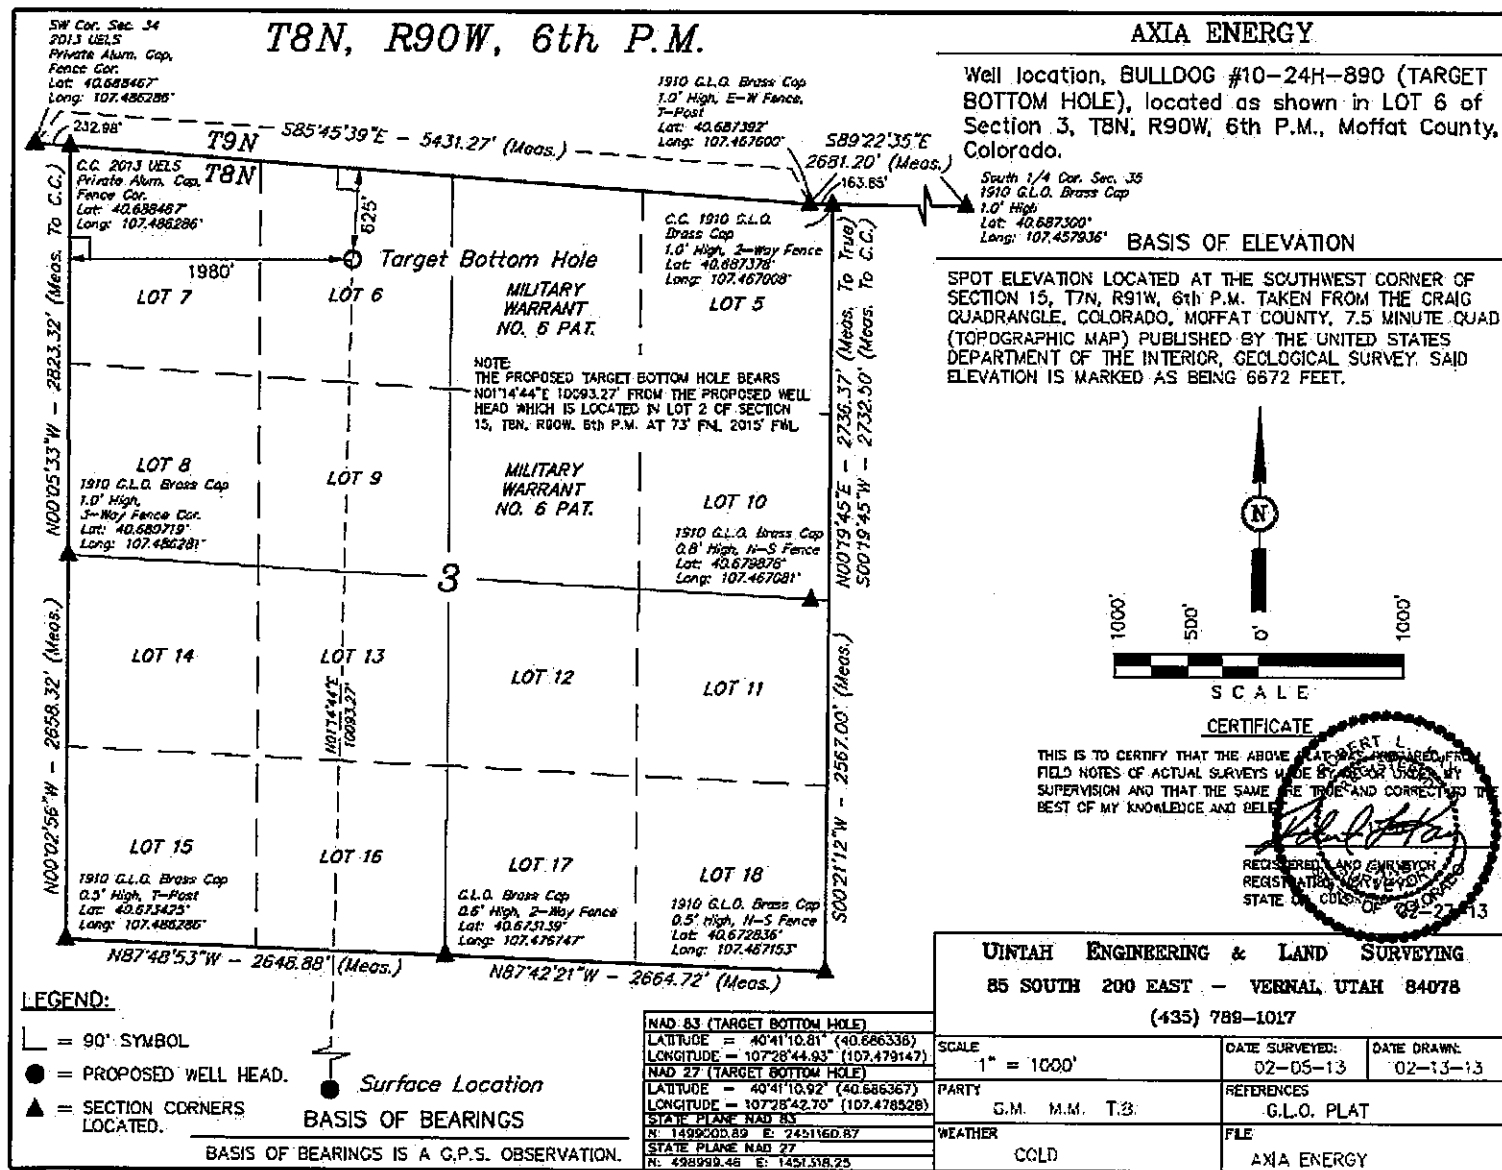 T8N, R90W, 6th P.M.
SW Cor. Sec. 34
2013 UELS
Private Alum. Cap,
Fence Cor.
Lat: 40.688467°
Long: 107.486286°
232.98'
S85°45'39"E - 5431.27' (Meas.)
T9N
T8N
1910 G.L.O. Brass Cap
1.0' High, E-W Fence,
T-Post
Lat: 40.687392°
Long: 107.467600°
S89°22'35"E
2681.20' (Meas.)
163.85'
South 1/4 Cor. Sec. 35
1910 G.L.O. Brass Cap
1.0' High
Lat: 40.687300°
Long: 107.457936°
C.C. 2013 UELS
Private Alum. Cap,
Fence Cor.
Lat: 40.688467°
Long: 107.486286°
C.C. 1910 G.L.O.
Brass Cap
1.0' High, 2-Way Fence
Lat: 40.687378°
Long: 107.467008°
625'
1980'
Target Bottom Hole
LOT 7
LOT 6
MILITARY
WARRANT
NO. 6 PAT.
LOT 5
NOTE:
THE PROPOSED TARGET BOTTOM HOLE BEARS
N01°14'44"E 10093.27' FROM THE PROPOSED WELL
HEAD WHICH IS LOCATED IN LOT 2 OF SECTION
15, T8N, R90W, 6th P.M. AT 73' FNL 2015' FWL
N00°05'33"W - 2823.32' (Meas. To C.C.)
N00°19'45"E - 2736.37' (Meas. To True)
S00°19'45"W - 2732.50' (Meas. To C.C.)
LOT 8
LOT 9
MILITARY
WARRANT
NO. 6 PAT.
LOT 10
1910 G.L.O. Brass Cap
1.0' High,
3-Way Fence Cor.
Lat: 40.680719°
Long: 107.486281°
1910 G.L.O. Brass Cap
0.8' High, N-S Fence
Lat: 40.679876°
Long: 107.467081°
3
LOT 14
LOT 13
LOT 12
LOT 11
N01°14'44"E
10093.27'
N00°02'56"W - 2658.32' (Meas.)
S00°21'12"W - 2567.00' (Meas.)
LOT 15
LOT 16
LOT 17
LOT 18
1910 G.L.O. Brass Cap
0.5' High, T-Post
Lat: 40.673425°
Long: 107.486286°
G.L.O. Brass Cap
0.6' High, 2-Way Fence
Lat: 40.673139°
Long: 107.476747°
1910 G.L.O. Brass Cap
0.5' High, N-S Fence
Lat: 40.672836°
Long: 107.467153°
N87°48'53"W - 2648.88' (Meas.)
N87°42'21"W - 2664.72' (Meas.)
LEGEND:
= 90° SYMBOL
= PROPOSED WELL HEAD.
= SECTION CORNERS
LOCATED.
Surface Location
BASIS OF BEARINGS
BASIS OF BEARINGS IS A G.P.S. OBSERVATION.
NAD 83 (TARGET BOTTOM HOLE)
LATITUDE = 40°41'10.81" (40.686336)
LONGITUDE = 107°28'44.93" (107.479147)
NAD 27 (TARGET BOTTOM HOLE)
LATITUDE = 40°41'10.92" (40.686367)
LONGITUDE = 107°28'42.70" (107.478528)
STATE PLANE NAD 83
N: 1499000.89 E: 2451160.87
STATE PLANE NAD 27
N: 498999.46 E: 1451318.25
AXIA ENERGY
Well location, BULLDOG #10-24H-890 (TARGET
BOTTOM HOLE), located as shown in LOT 6 of
Section 3, T8N, R90W, 6th P.M., Moffat County,
Colorado.
BASIS OF ELEVATION
SPOT ELEVATION LOCATED AT THE SOUTHWEST CORNER OF
SECTION 15, T7N, R91W, 6th P.M. TAKEN FROM THE CRAIG
QUADRANGLE, COLORADO, MOFFAT COUNTY, 7.5 MINUTE QUAD
(TOPOGRAPHIC MAP) PUBLISHED BY THE UNITED STATES
DEPARTMENT OF THE INTERIOR, GEOLOGICAL SURVEY. SAID
ELEVATION IS MARKED AS BEING 6672 FEET.
N
1000' 500' 0' 1000'
SCALE
CERTIFICATE
THIS IS TO CERTIFY THAT THE ABOVE PLAT WAS PREPARED FROM
FIELD NOTES OF ACTUAL SURVEYS MADE BY ME OR UNDER MY
SUPERVISION AND THAT THE SAME ARE TRUE AND CORRECT TO THE
BEST OF MY KNOWLEDGE AND BELIEF
REGISTERED LAND SURVEYOR
REGISTRATION
STATE OF COLORADO
ROBERT L.
REGISTERED
SURVEYOR
OF COLORADO
02-27-13
UINTAH ENGINEERING & LAND SURVEYING
85 SOUTH 200 EAST - VERNAL, UTAH 84078
(435) 789-1017
SCALE
1" = 1000'
DATE SURVEYED:
02-05-13
DATE DRAWN:
02-13-13
PARTY
G.M. M.M. T.B.
REFERENCES
G.L.O. PLAT
WEATHER
COLD
FILE
AXIA ENERGY